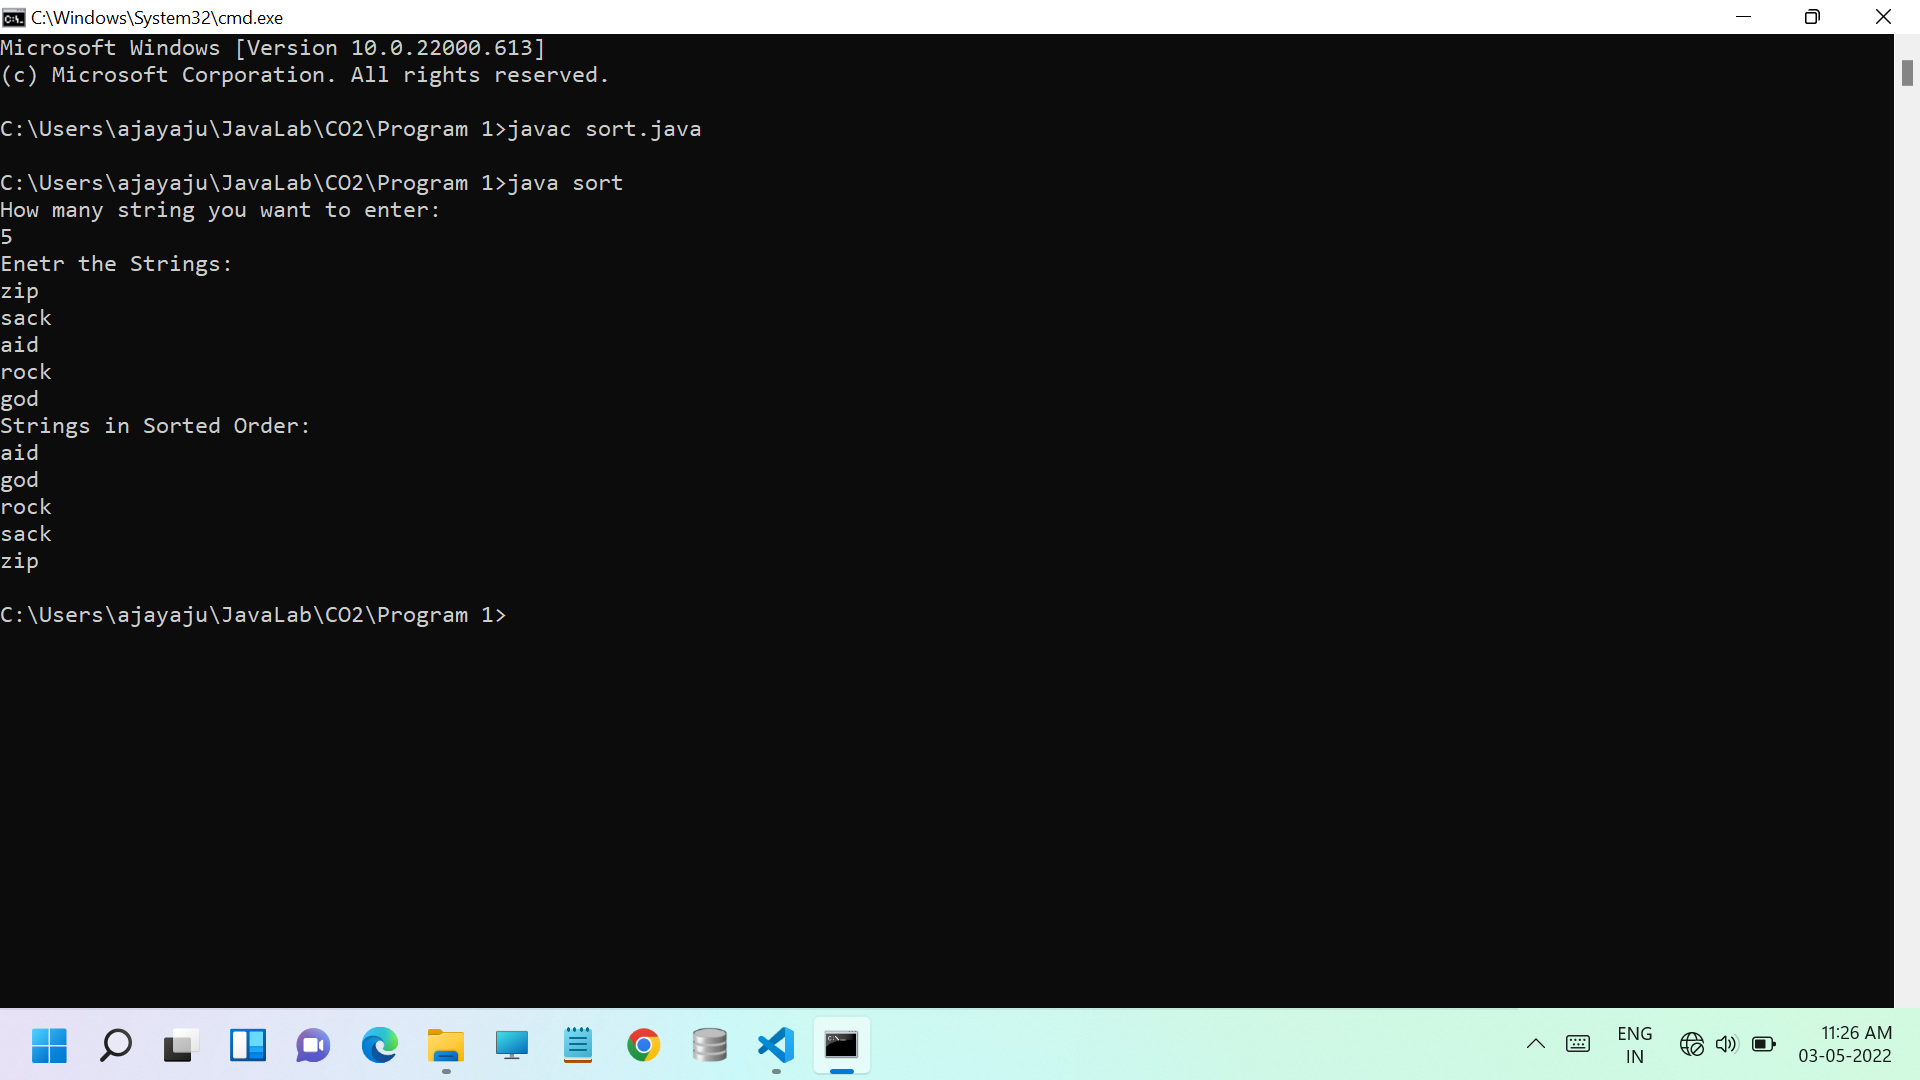 C:\Windows\System32\cmd.exe
Microsoft Windows [Version 10.0.22000.613]
(c) Microsoft Corporation. All rights reserved.
C:\Users\ajayaju\JavaLab\CO2\Program 1>javac sort.java
C:\Users\ajayaju\JavaLab\CO2\Program 1>java sort
How many string you want to enter:
5
Enetr the Strings:
zip
sack
aid
rock
god
Strings in Sorted Order:
aid
god
rock
sack
zip
C:\Users\ajayaju\JavaLab\CO2\Program 1>
ENG
IN
11:26 AM
03-05-2022